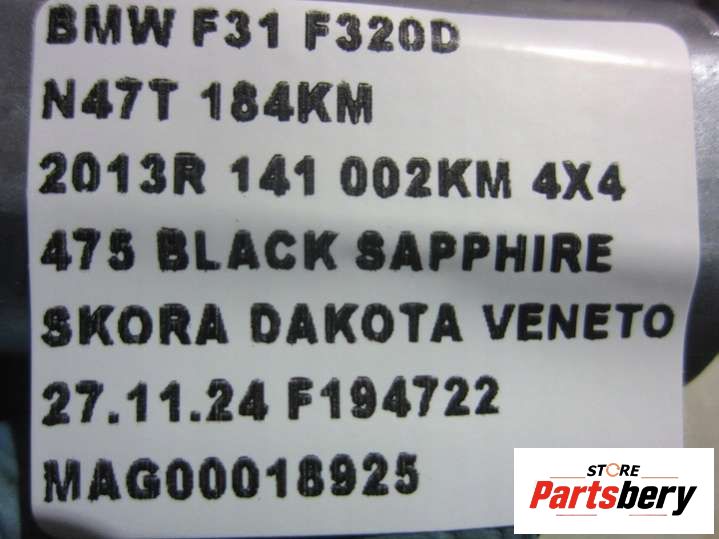 BMW F31 F320D
N47T 184KM
2013R 141 002KM 4X4
475 BLACK SAPPHIRE
SKORA DAKOTA VENETO
27.11.24 F194722
MAG00018925
STORE
Partsbery